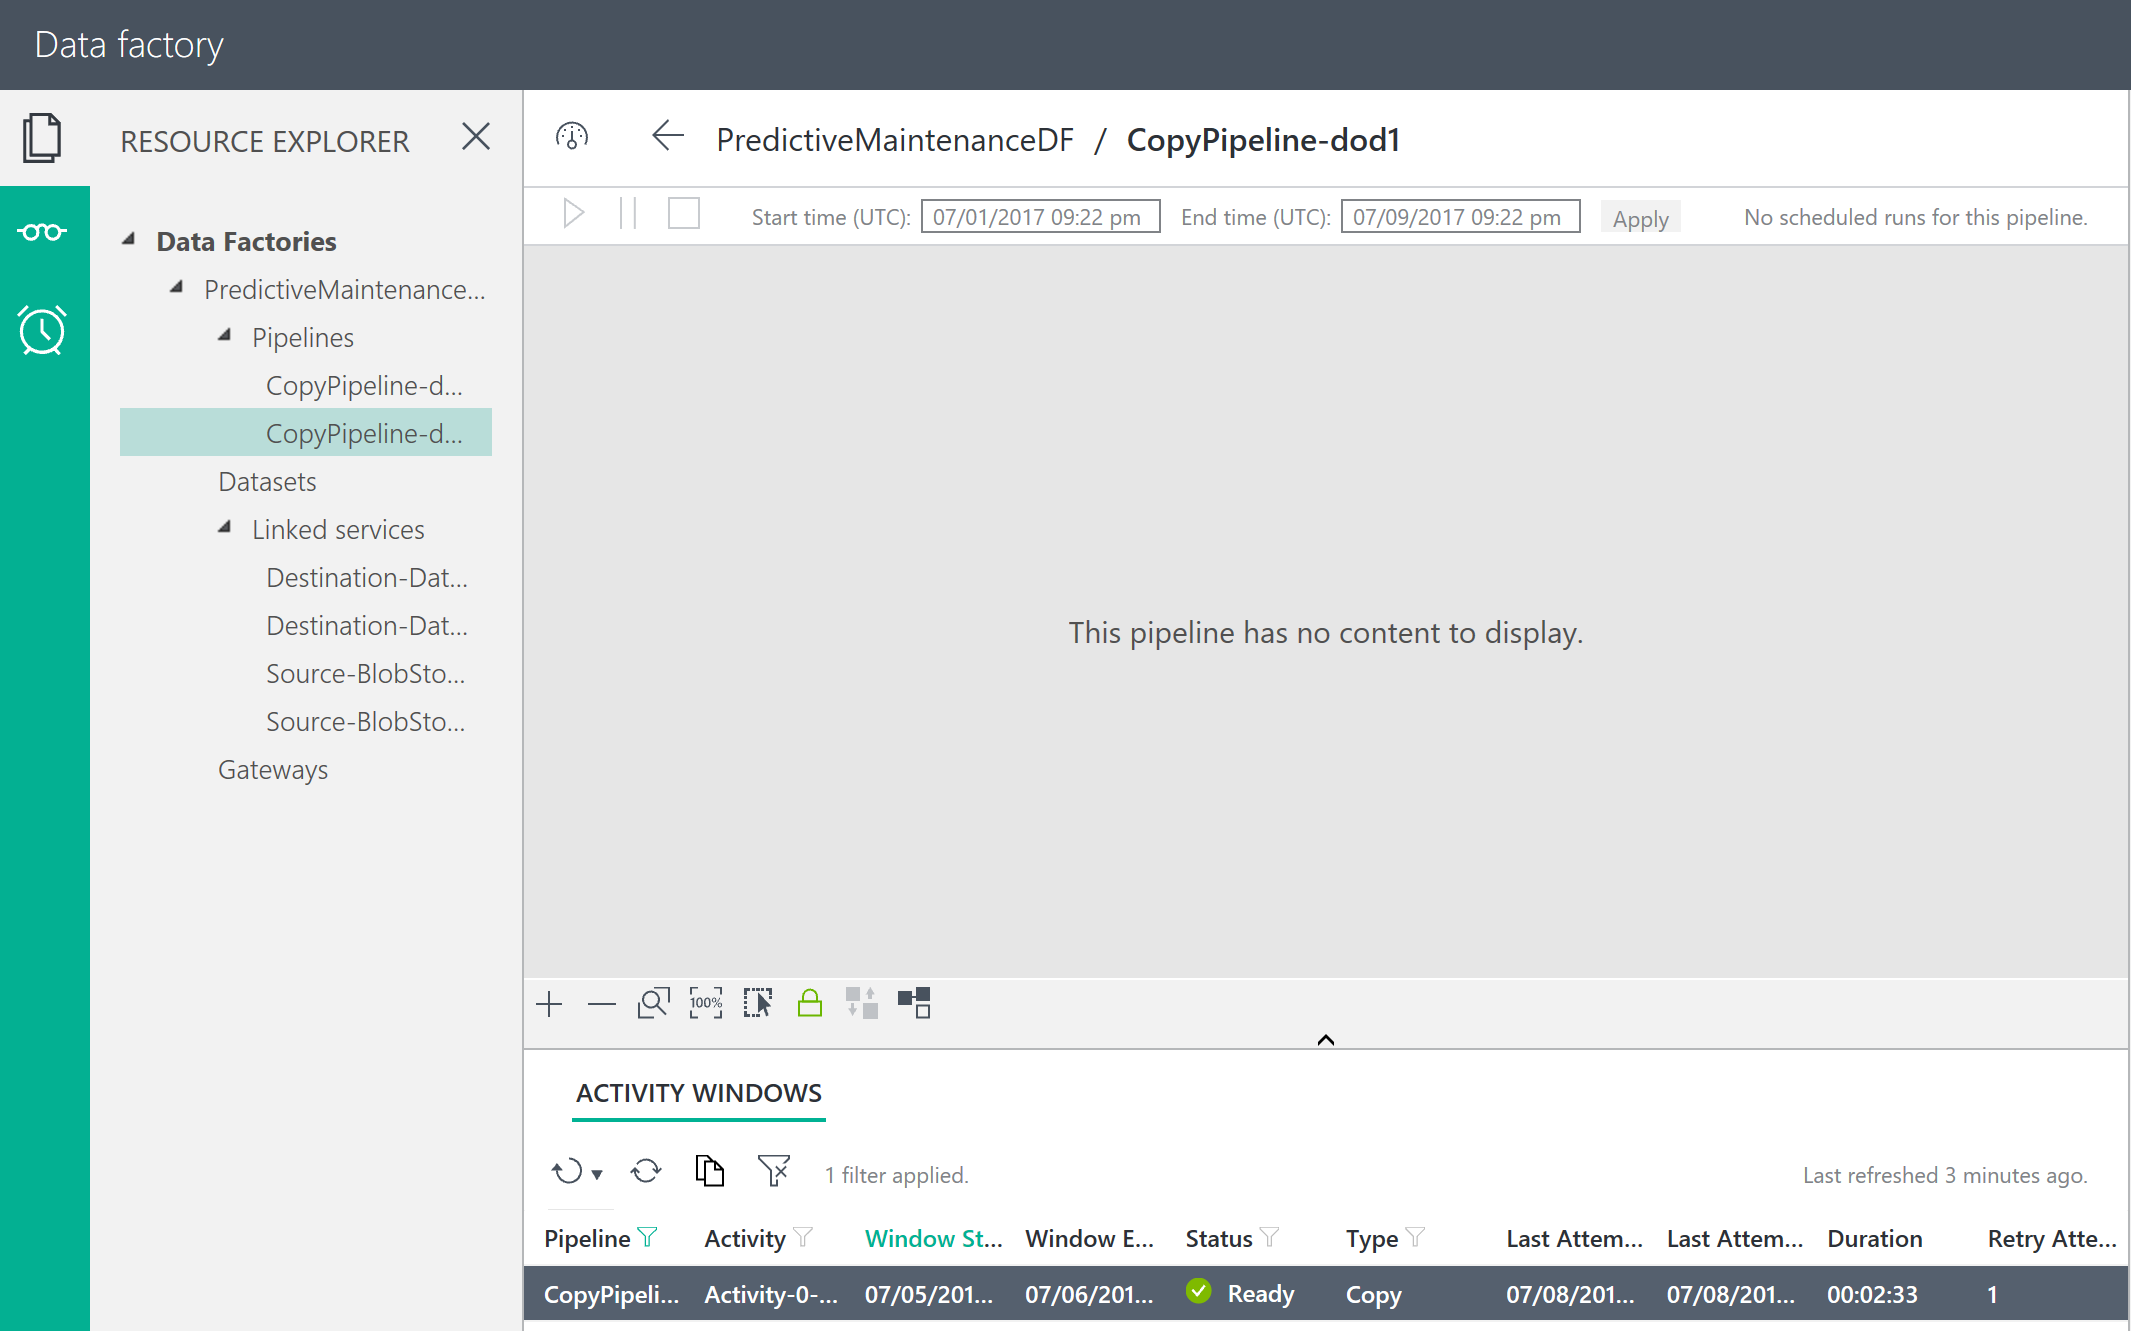 Data factory
RESOURCE EXPLORER
Data Factories
PredictiveMaintenance...
Pipelines
CopyPipeline-d...
CopyPipeline-d...
Datasets
Linked services
Destination-Dat...
Destination-Dat...
Source-BlobSto...
Source-BlobSto...
Gateways
PredictiveMaintenanceDF / CopyPipeline-dod1
Start time (UTC): 07/01/2017 09:22 pm End time (UTC): 07/09/2017 09:22 pm Apply No scheduled runs for this pipeline.
This pipeline has no content to display.
100%
ACTIVITY WINDOWS
1 filter applied. Last refreshed 3 minutes ago.
Pipeline Activity Window St... Window E... Status Type Last Attem... Last Attem... Duration Retry Atte...
CopyPipeli... Activity-0-... 07/05/201... 07/06/201... Ready Copy 07/08/201... 07/08/201... 00:02:33 1